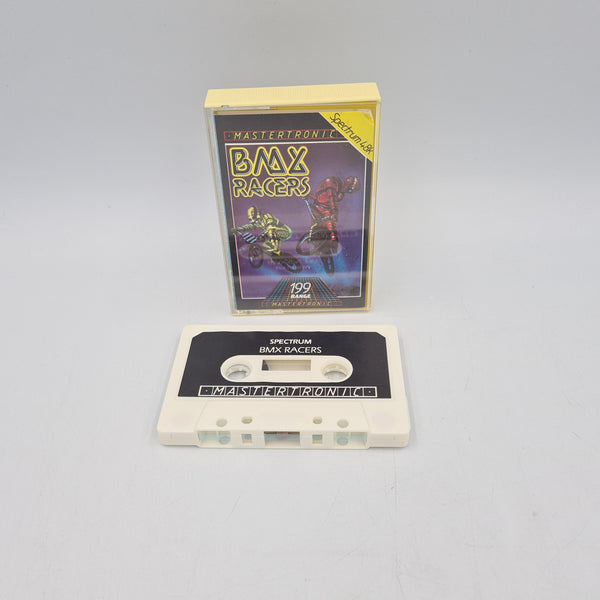 Spectrum 48K
MASTERTRONIC
BMX
RACERS
199
RANGE
MASTERTRONIC
SPECTRUM
BMX RACERS
MASTERTRONIC